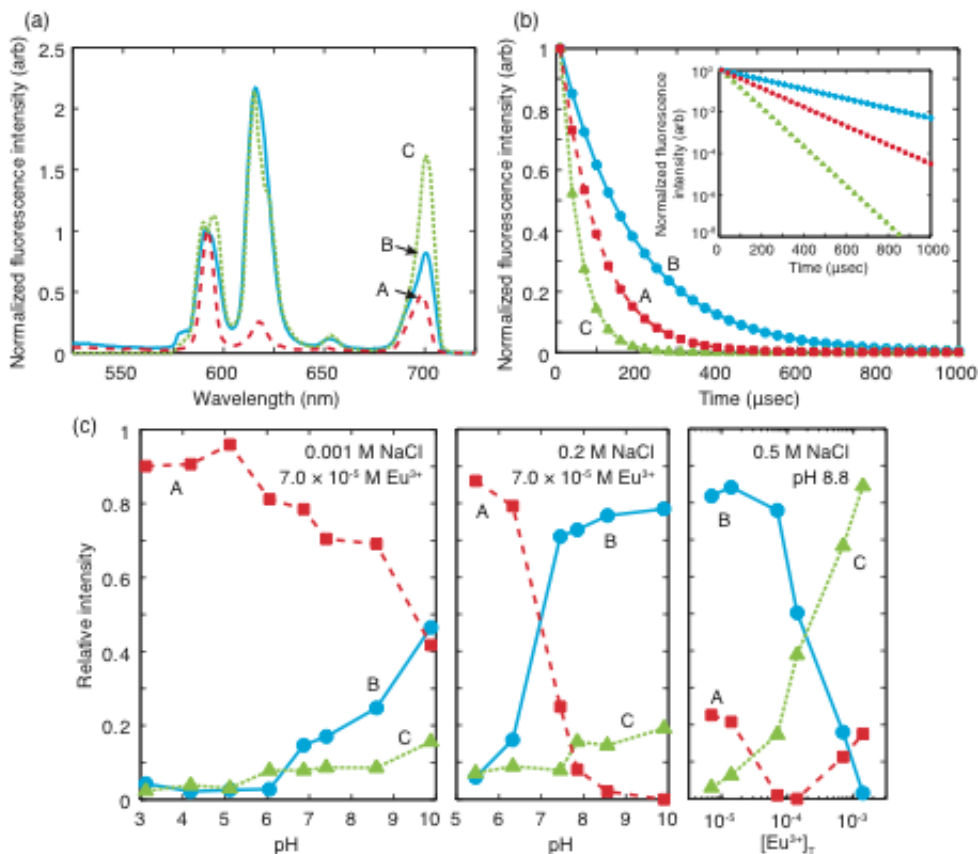 (a)
Normalized fluorescence intensity (arb)
2.5
2
1.5
1
0.5
0
C
B
A
550
600
650
700
Wavelength (nm)
(b)
Normalized fluorescence intensity (arb)
1
0.8
0.6
0.4
0.2
0
B
A
C
0
200
400
600
800
1000
Time (µsec)
Normalized fluorescence
intensity (arb)
10⁰
10⁻²
10⁻⁴
10⁻⁶
10⁻⁸
0
200
400
600
800
1000
Time (µsec)
(c)
Relative intensity
1
0.8
0.6
0.4
0.2
0
0.001 M NaCl
7.0 × 10⁻⁵ M Eu³⁺
A
B
C
3
4
5
6
7
8
9
10
pH
0.2 M NaCl
7.0 × 10⁻⁵ M Eu³⁺
A
B
C
5
6
7
8
9
10
pH
0.5 M NaCl
pH 8.8
B
C
A
10⁻⁵
10⁻⁴
10⁻³
[Eu³⁺]T